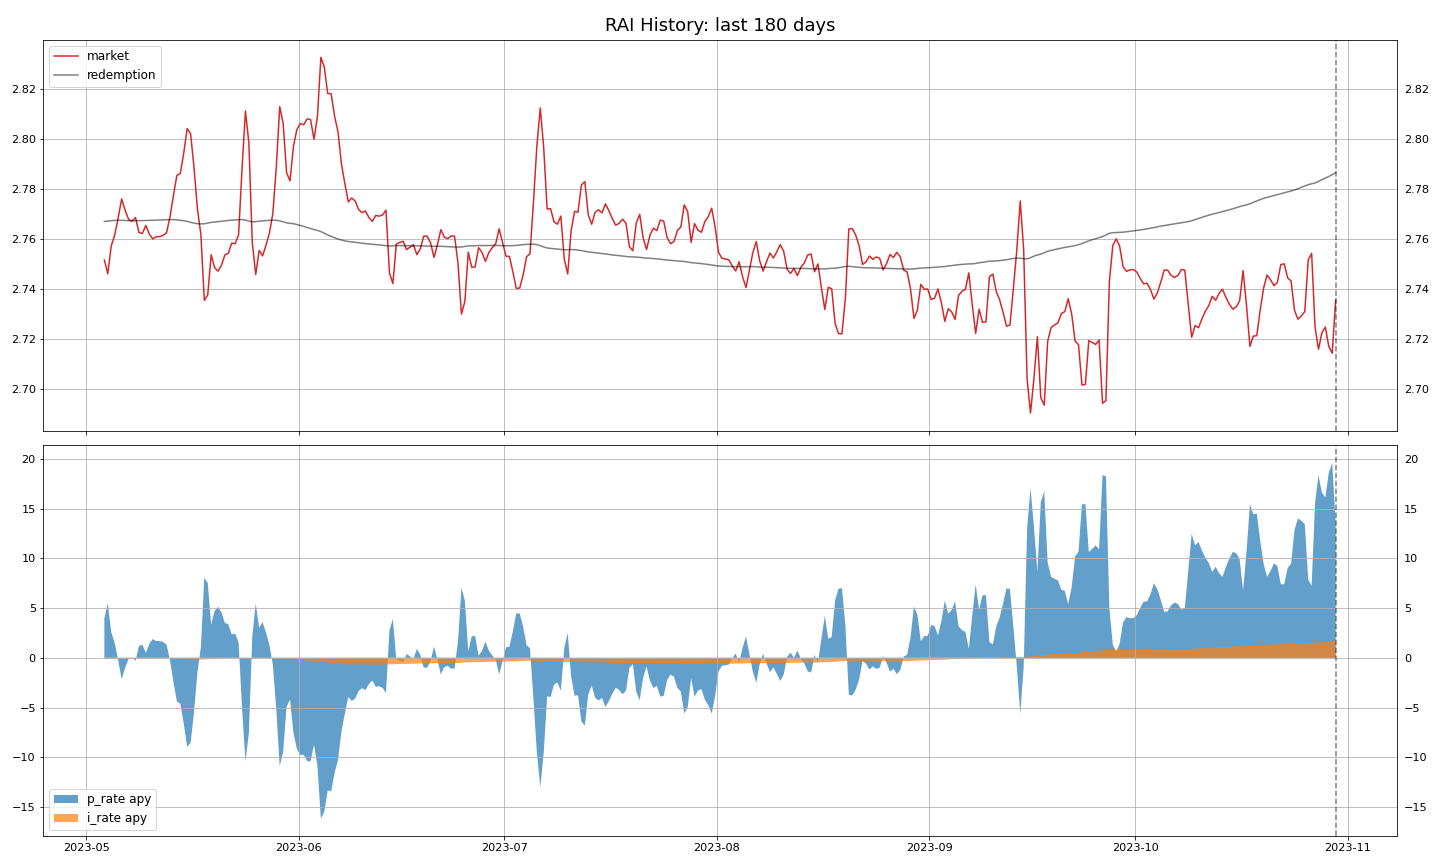 RAI History: last 180 days
market
redemption
2.82 2.82
2.80 2.80
2.78 2.78
2.76 2.76
2.74 2.74
2.72 2.72
2.70 2.70
20 20
15 15
10 10
5 5
0 0
−5 −5
−10 −10
−15 −15
p_rate apy
i_rate apy
2023-05 2023-06 2023-07 2023-08 2023-09 2023-10 2023-11